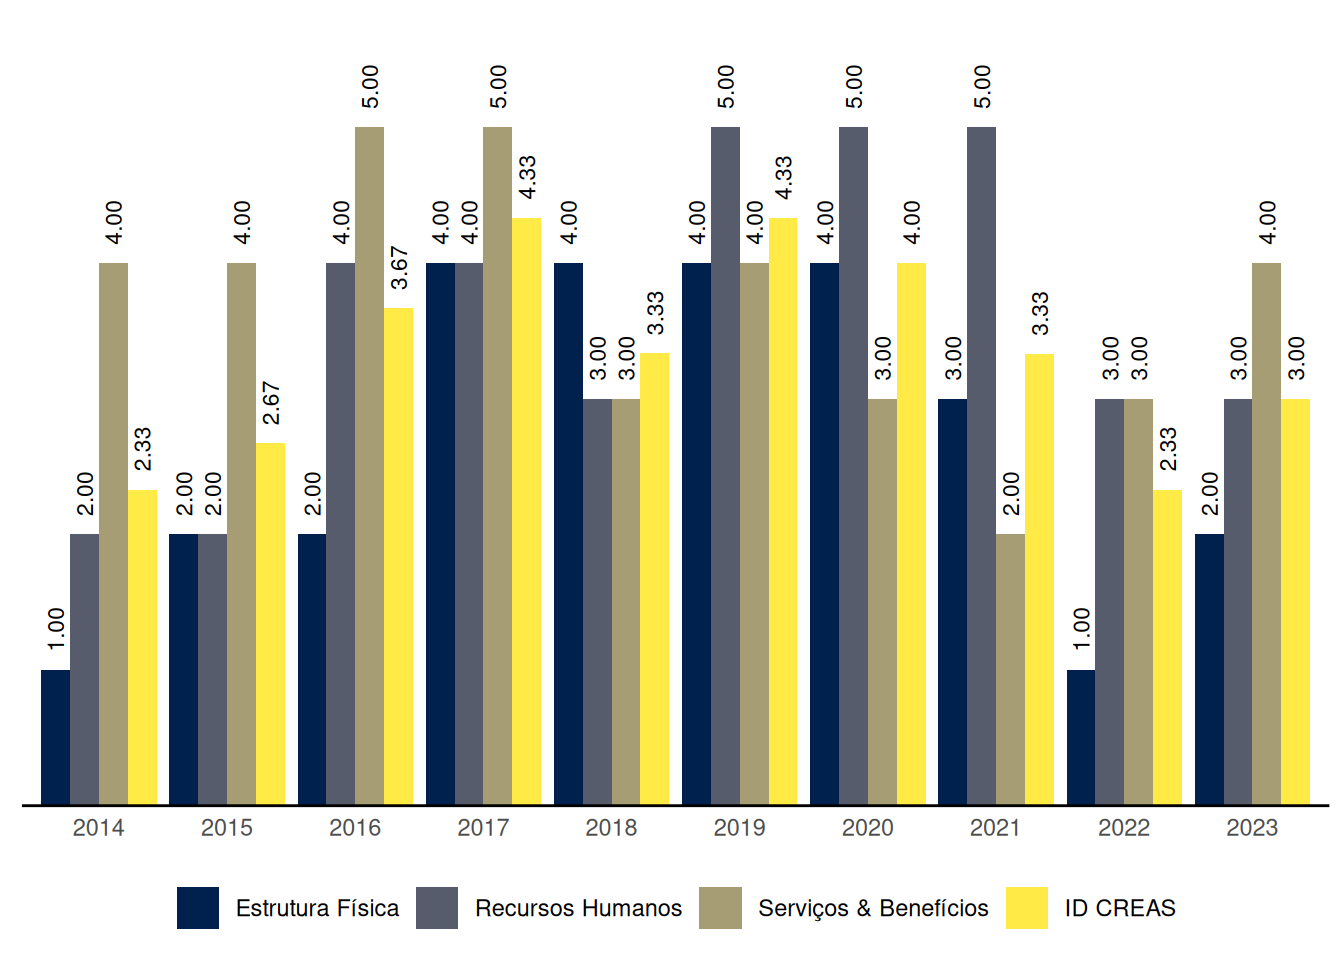 5.00 5.00 5.00 5.00 5.00
4.33 4.33
4.00 4.00 4.00 4.00 4.00 4.00 4.00 4.00 4.00 4.00 4.00
3.67
3.33 3.33
3.00 3.00 3.00 3.00 3.00 3.00 3.00 3.00
2.67
2.33 2.33
2.00 2.00 2.00 2.00 2.00 2.00
1.00 1.00
2014 2015 2016 2017 2018 2019 2020 2021 2022 2023
Estrutura Física Recursos Humanos Serviços & Benefícios ID CREAS